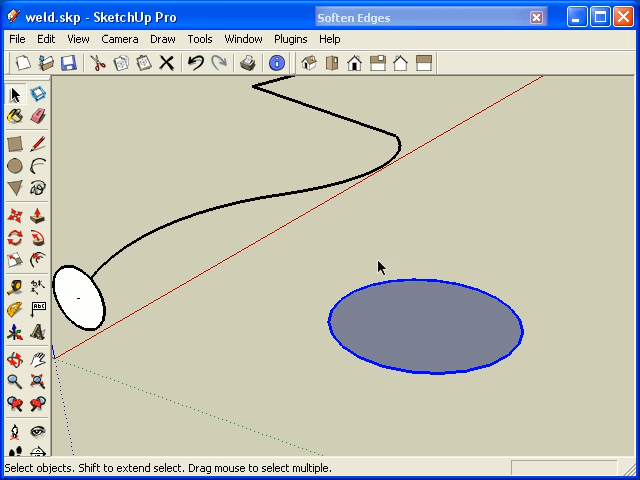 weld.skp - SketchUp Pro
Soften Edges
File Edit View Camera Draw Tools Window Plugins Help
Abc
Select objects. Shift to extend select. Drag mouse to select multiple.